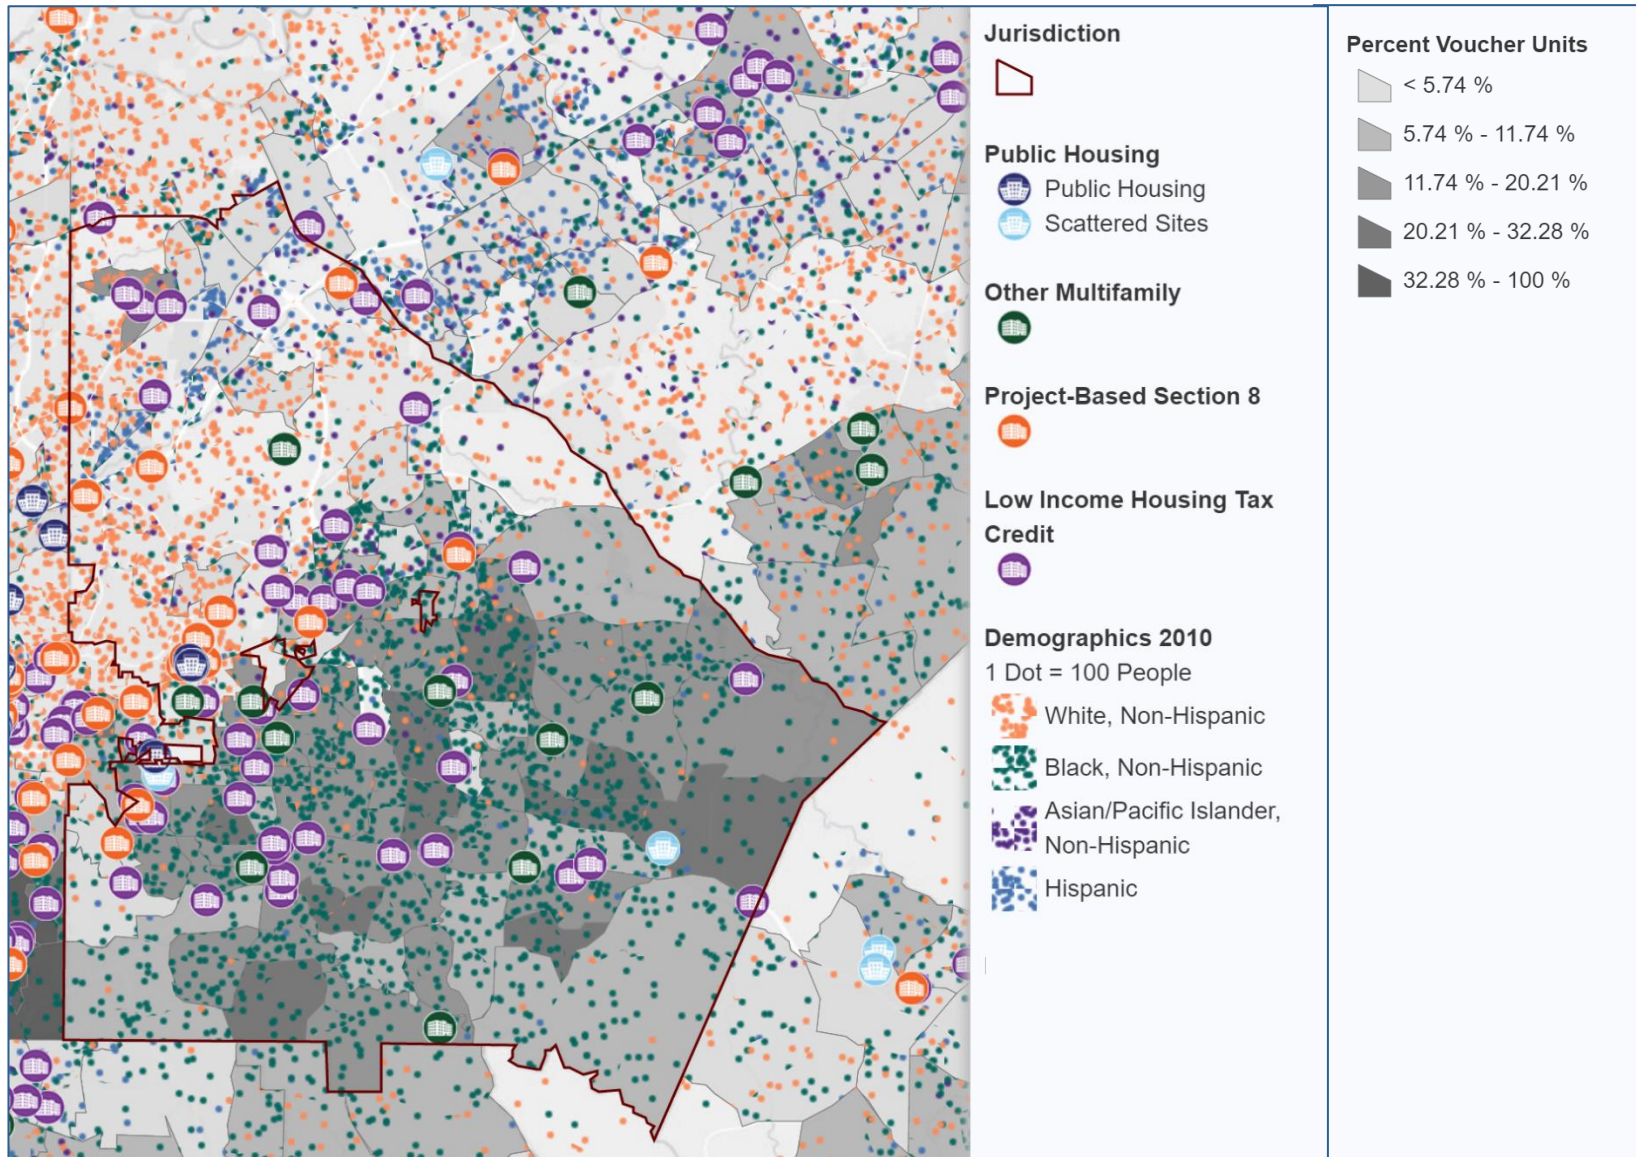 Jurisdiction
Public Housing
Public Housing
Scattered Sites
Other Multifamily
Project-Based Section 8
Low Income Housing Tax
Credit
Demographics 2010
1 Dot = 100 People
White, Non-Hispanic
Black, Non-Hispanic
Asian/Pacific Islander,
Non-Hispanic
Hispanic
Percent Voucher Units
< 5.74 %
5.74 % - 11.74 %
11.74 % - 20.21 %
20.21 % - 32.28 %
32.28 % - 100 %